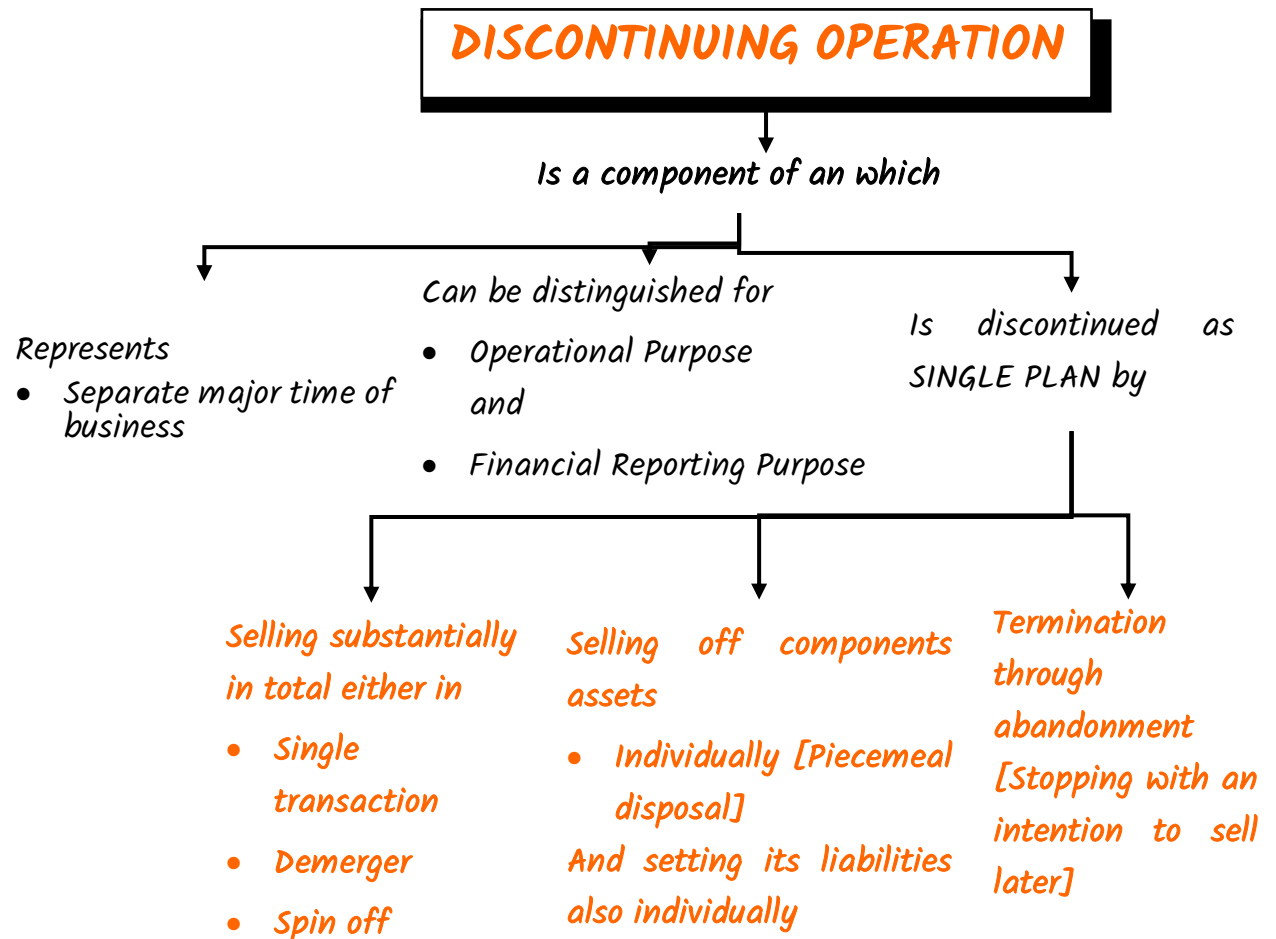 DISCONTINUING OPERATION
Is a component of an which
Represents
• Separate major time of
business
Can be distinguished for
• Operational Purpose
and
• Financial Reporting Purpose
Is discontinued as
SINGLE PLAN by
Selling substantially
in total either in
• Single
transaction
• Demerger
• Spin off
Selling off components
assets
• Individually [Piecemeal
disposal]
And setting its liabilities
also individually
Termination
through
abandonment
[Stopping with an
intention to sell
later]